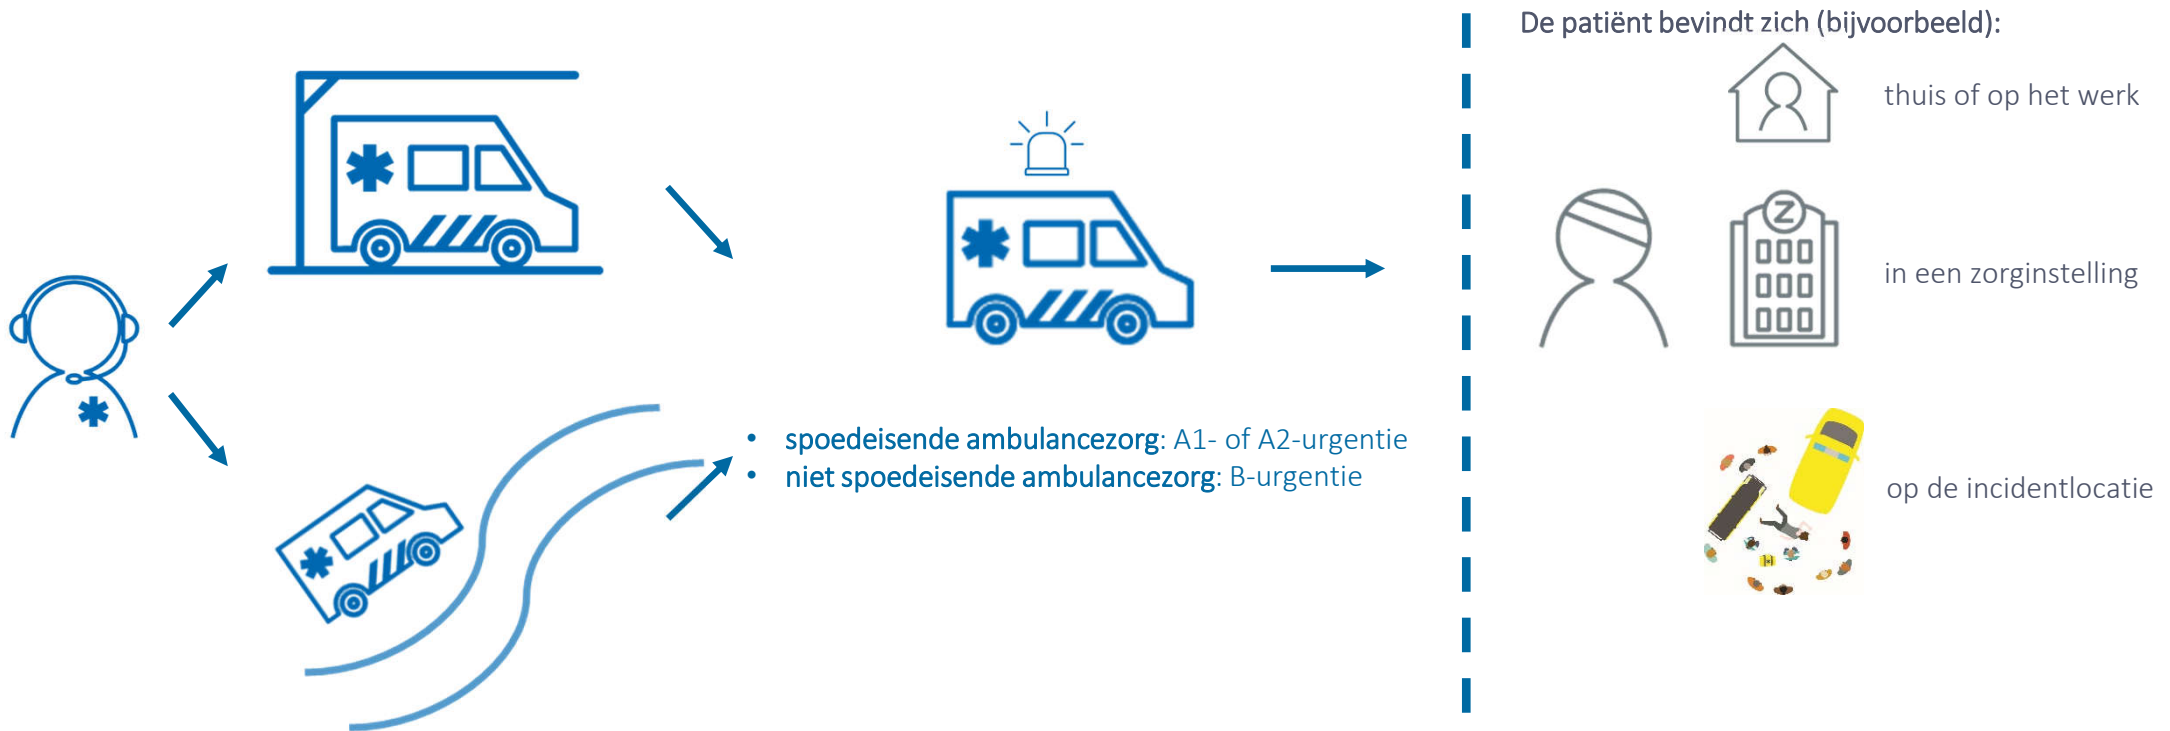 De patiënt bevindt zich (bijvoorbeeld):
thuis of op het werk
Z
in een zorginstelling
• spoedeisende ambulancezorg: A1- of A2-urgentie
• niet spoedeisende ambulancezorg: B-urgentie
op de incidentlocatie